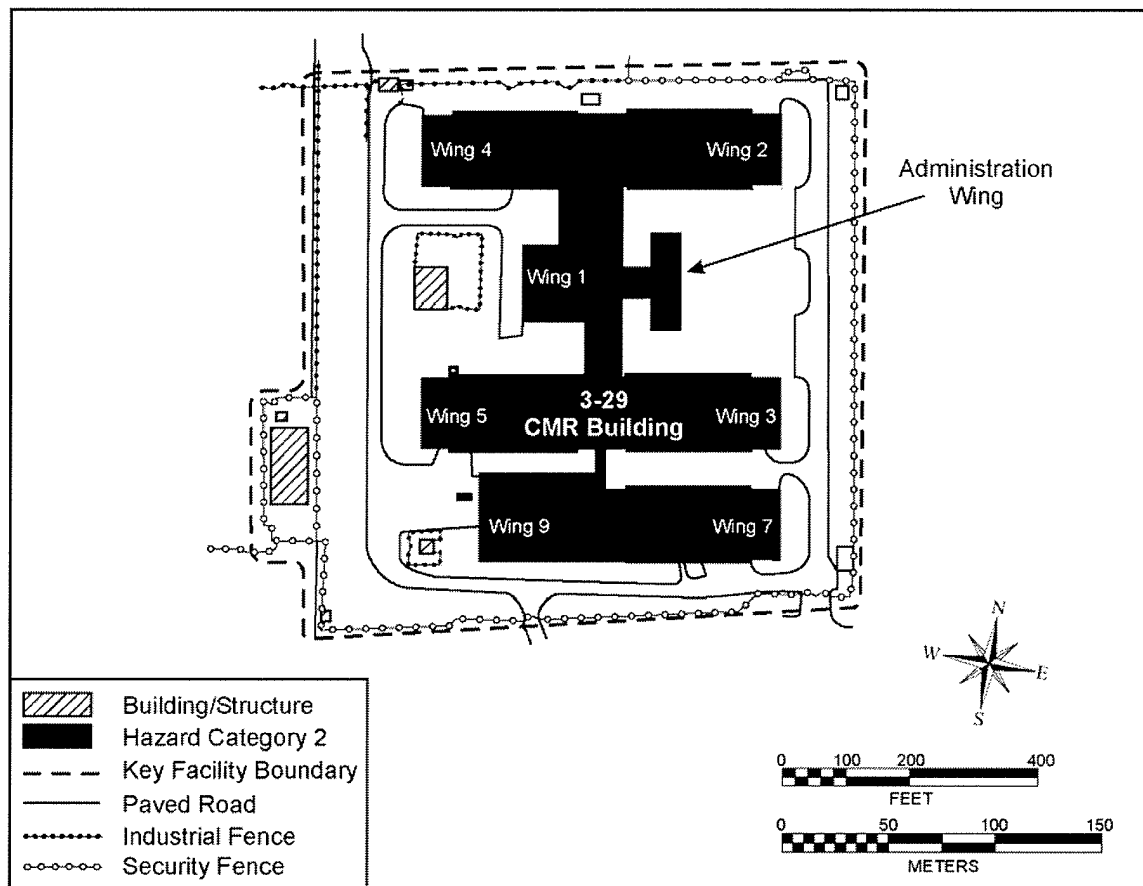 Wing 4
Wing 2
Administration
Wing
Wing 1
3-29
CMR Building
Wing 5
Wing 3
Wing 9
Wing 7
N
W
E
S
Building/Structure
Hazard Category 2
Key Facility Boundary
Paved Road
Industrial Fence
Security Fence
0 100 200 400
FEET
0 50 100 150
METERS